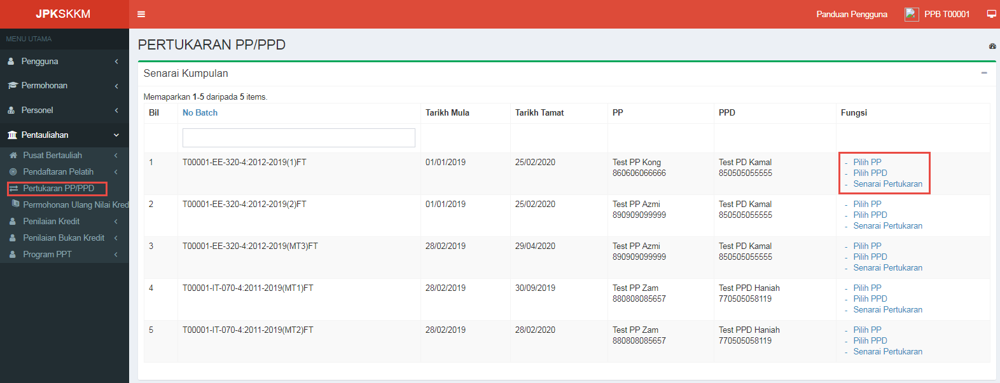 JPKSKKM
Panduan Pengguna
PPB T00001
MENU UTAMA
Pengguna
Permohonan
Personel
Pentauliahan
Pusat Bertauliah
Pendaftaran Pelatih
Pertukaran PP/PPD
Permohonan Ulang Nilai Kred
Penilaian Kredit
Penilaian Bukan Kredit
Program PPT
PERTUKARAN PP/PPD
Senarai Kumpulan
Memaparkan 1-5 daripada 5 items.
Bil No Batch Tarikh Mula Tarikh Tamat PP PPD Fungsi
1 T00001-EE-320-4:2012-2019(1)FT 01/01/2019 25/02/2020 Test PP Kong Test PD Kamal - Pilih PP
860606066666 850505055555 - Pilih PPD
- Senarai Pertukaran
2 T00001-EE-320-4:2012-2019(2)FT 01/01/2019 25/02/2020 Test PP Azmi Test PD Kamal - Pilih PP
890909099999 850505055555 - Pilih PPD
- Senarai Pertukaran
3 T00001-EE-320-4:2012-2019(MT3)FT 28/02/2019 29/04/2020 Test PP Azmi Test PD Kamal - Pilih PP
890909099999 850505055555 - Pilih PPD
- Senarai Pertukaran
4 T00001-IT-070-4:2011-2019(MT1)FT 28/02/2019 30/09/2019 Test PP Zam Test PPD Haniah - Pilih PP
880808085657 770505058119 - Pilih PPD
- Senarai Pertukaran
5 T00001-IT-070-4:2011-2019(MT2)FT 28/02/2019 28/02/2020 Test PP Zam Test PPD Haniah - Pilih PP
880808085657 770505058119 - Pilih PPD
- Senarai Pertukaran